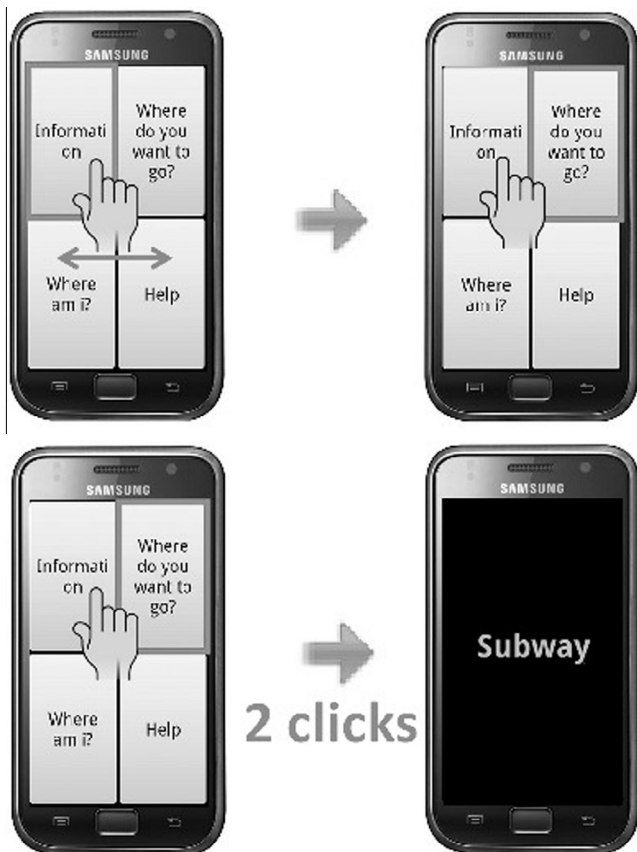 SAMSUNG
Informati
on
Where
do you
want to
go?
Where
am i?
Help
SAMSUNG
Informati
on
Where
do you
want to
go?
Where
am i?
Help
SAMSUNG
Informati
on
Where
do you
want to
go?
Where
am i?
Help
2 clicks
SAMSUNG
Subway